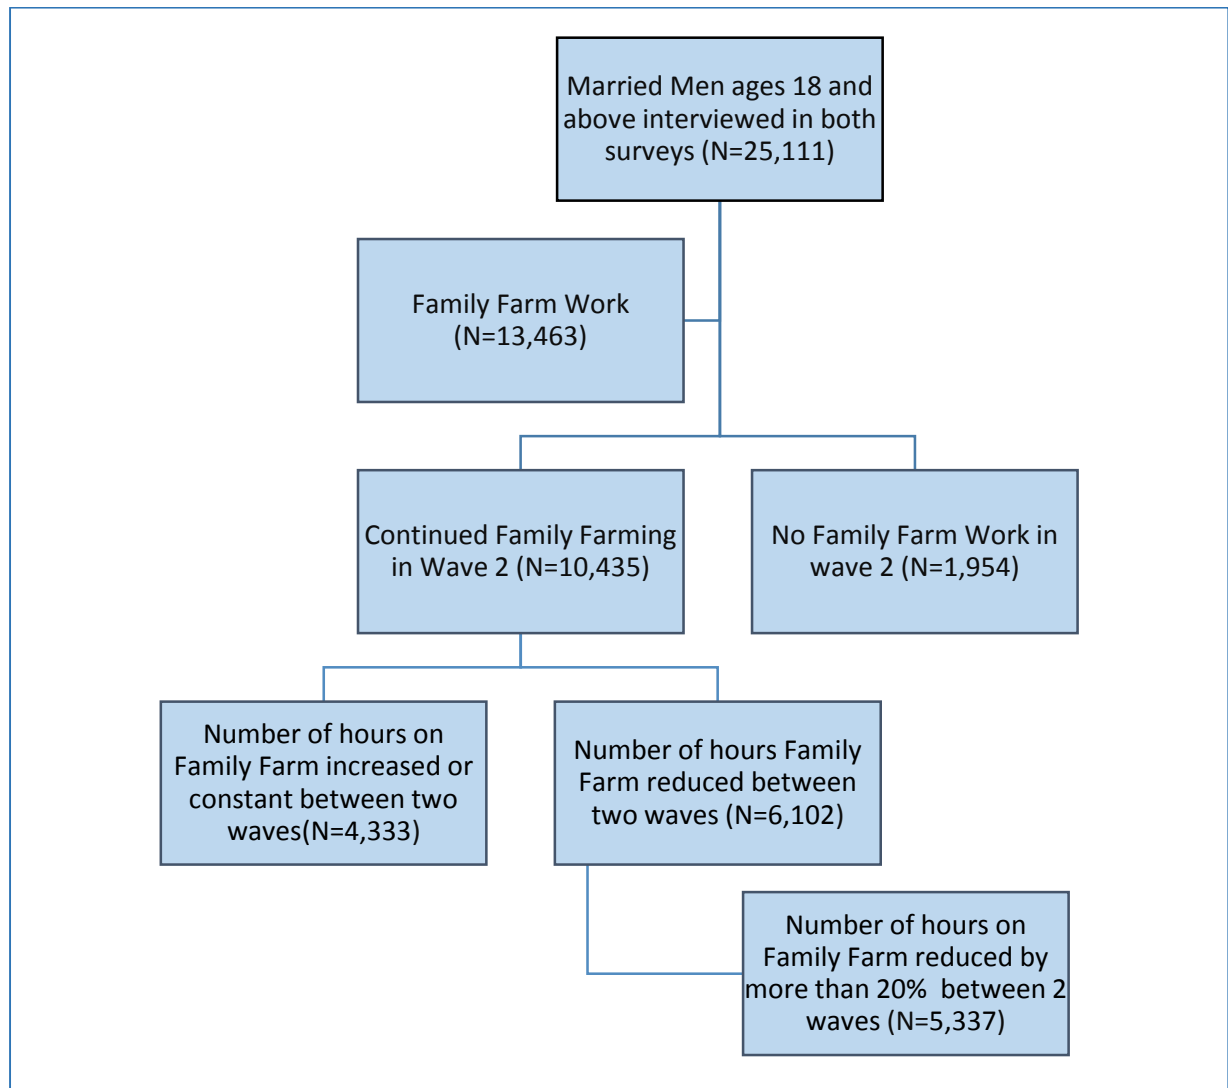 Married Men ages 18 and
above interviewed in both
surveys (N=25,111)
Family Farm Work
(N=13,463)
Continued Family Farming
in Wave 2 (N=10,435)
No Family Farm Work in
wave 2 (N=1,954)
Number of hours on
Family Farm increased or
constant between two
waves(N=4,333)
Number of hours Family
Farm reduced between
two waves (N=6,102)
Number of hours on
Family Farm reduced by
more than 20% between 2
waves (N=5,337)